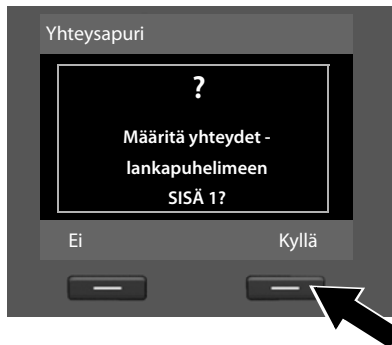 Yhteysapuri
?
Määritä yhteydet -
lankapuhelimeen
SISÄ 1?
Ei Kyllä